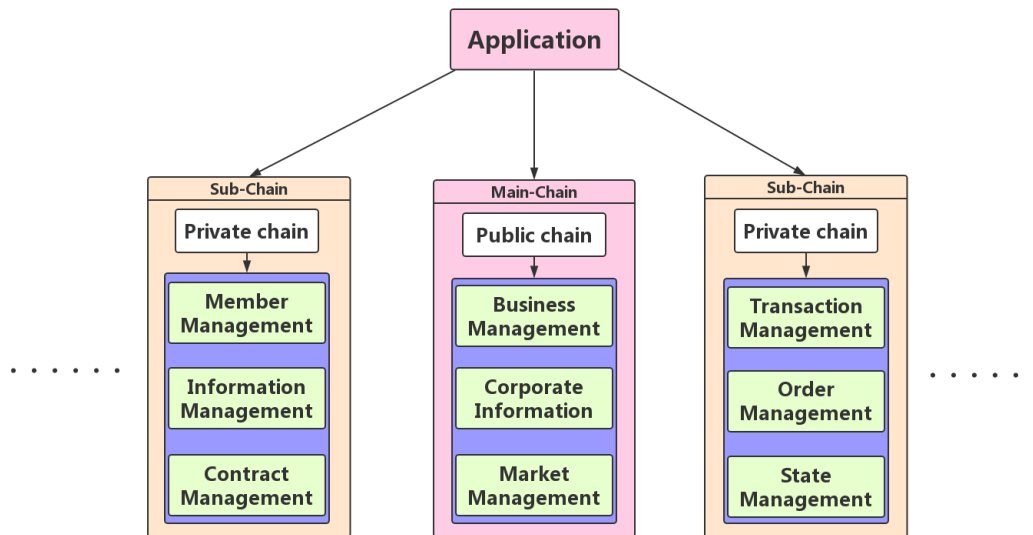 Application
Sub-Chain
Private chain
Member
Management
Information
Management
Contract
Management
Main-Chain
Public chain
Business
Management
Corporate
Information
Market
Management
Sub-Chain
Private chain
Transaction
Management
Order
Management
State
Management